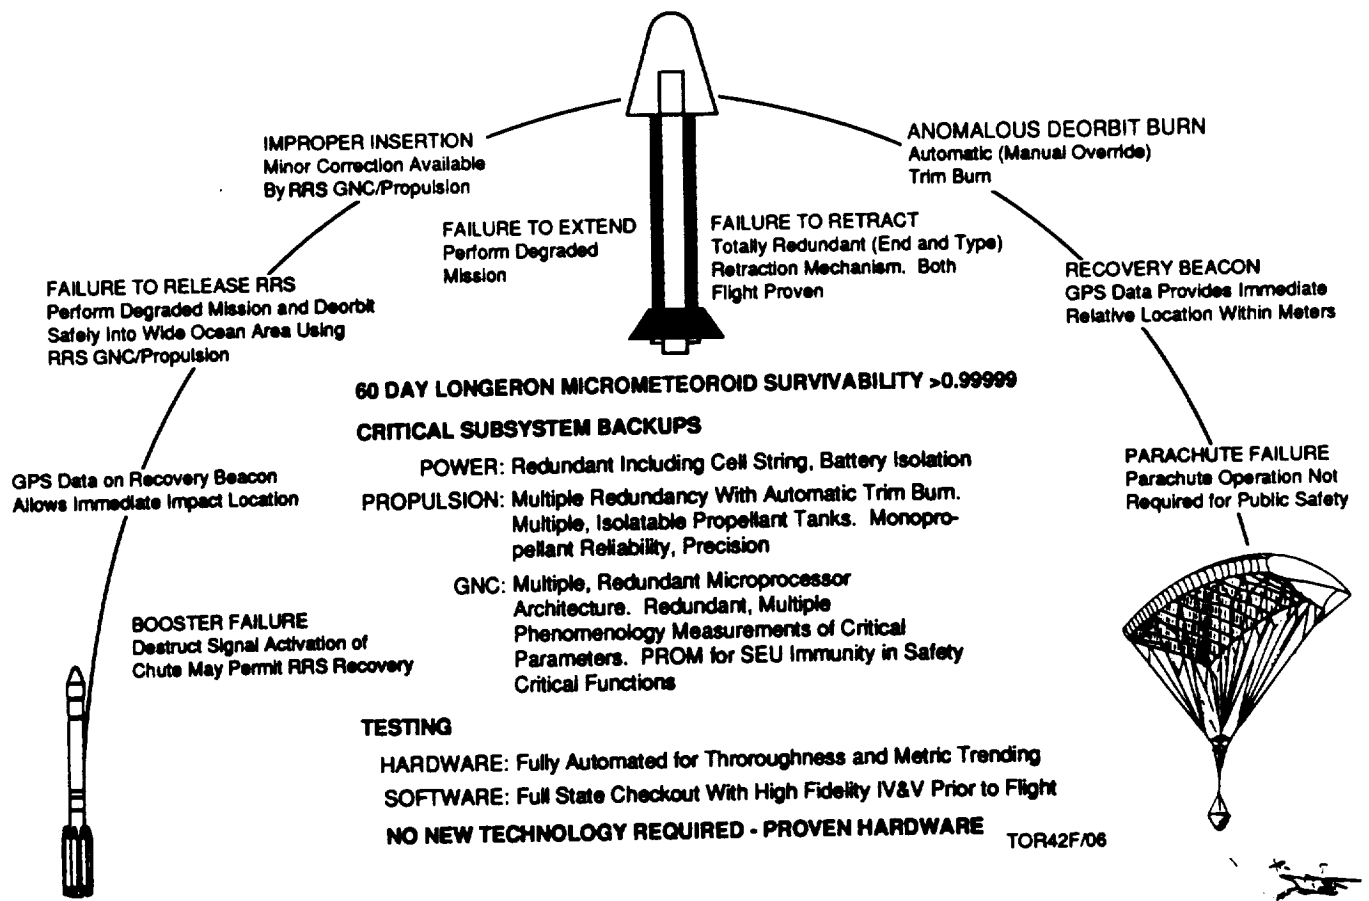 IMPROPER INSERTION
Minor Correction Available
By RRS GNC/Propulsion
ANOMALOUS DEORBIT BURN
Automatic (Manual Override)
Trim Burn
FAILURE TO EXTEND
Perform Degraded
Mission
FAILURE TO RETRACT
Totally Redundant (End and Type)
Retraction Mechanism. Both
Flight Proven
FAILURE TO RELEASE RRS
Perform Degraded Mission and Deorbit
Safely Into Wide Ocean Area Using
RRS GNC/Propulsion
RECOVERY BEACON
GPS Data Provides Immediate
Relative Location Within Meters
60 DAY LONGERON MICROMETEOROID SURVIVABILITY >0.99999
CRITICAL SUBSYSTEM BACKUPS
POWER: Redundant Including Cell String, Battery Isolation
PROPULSION: Multiple Redundancy With Automatic Trim Burn.
Multiple, Isolatable Propellant Tanks. Monopro-
pellant Reliability, Precision
GNC: Multiple, Redundant Microprocessor
Architecture. Redundant, Multiple
Phenomenology Measurements of Critical
Parameters. PROM for SEU Immunity in Safety
Critical Functions
GPS Data on Recovery Beacon
Allows Immediate Impact Location
PARACHUTE FAILURE
Parachute Operation Not
Required for Public Safety
BOOSTER FAILURE
Destruct Signal Activation of
Chute May Permit RRS Recovery
TESTING
HARDWARE: Fully Automated for Throroughness and Metric Trending
SOFTWARE: Full State Checkout With High Fidelity IV&V Prior to Flight
NO NEW TECHNOLOGY REQUIRED - PROVEN HARDWARE
TOR42F/06